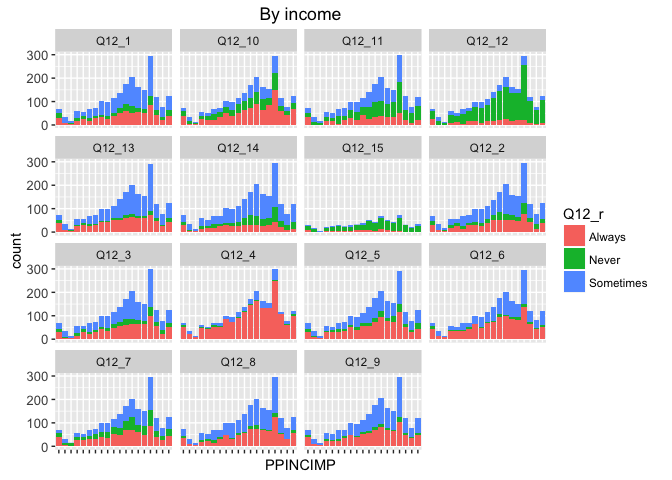 By income
Q12_1 Q12_10 Q12_11 Q12_12
300
200
100
0
Q12_13 Q12_14 Q12_15 Q12_2
300
200
100
0
Q12_3 Q12_4 Q12_5 Q12_6
300
200
100
0
Q12_7 Q12_8 Q12_9
300
200
100
0
count
PPINCIMP
Q12_r
Always
Never
Sometimes